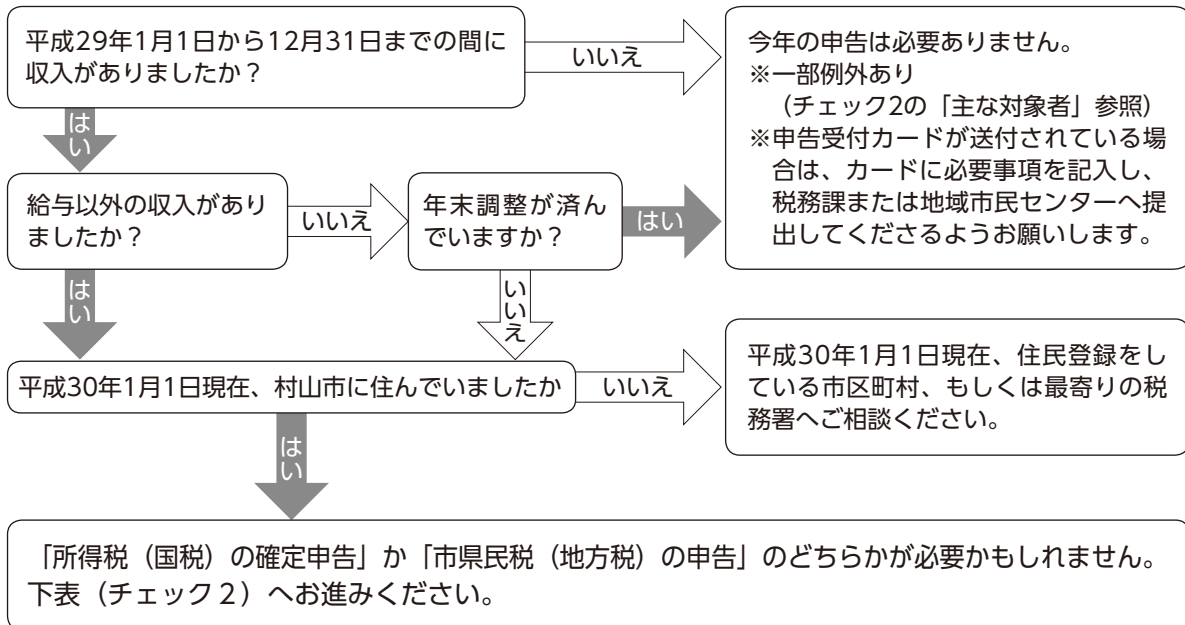 平成29年1月1日から12月31日までの間に
収入がありましたか？
いいえ
今年の申告は必要ありません。
※一部例外あり
（チェック2の「主な対象者」参照）
※申告受付カードが送付されている場
合は、カードに必要事項を記入し、
税務課または地域市民センターへ提
出してくださるようお願いします。
はい
給与以外の収入があり
ましたか？
いいえ
年末調整が済ん
でいますか？
はい
はい
いいえ
平成30年1月1日現在、村山市に住んでいましたか
いいえ
平成30年1月1日現在、住民登録をし
ている市区町村、もしくは最寄りの税
務署へご相談ください。
はい
「所得税（国税）の確定申告」か「市県民税（地方税）の申告」のどちらかが必要かもしれません。
下表（チェック２）へお進みください。